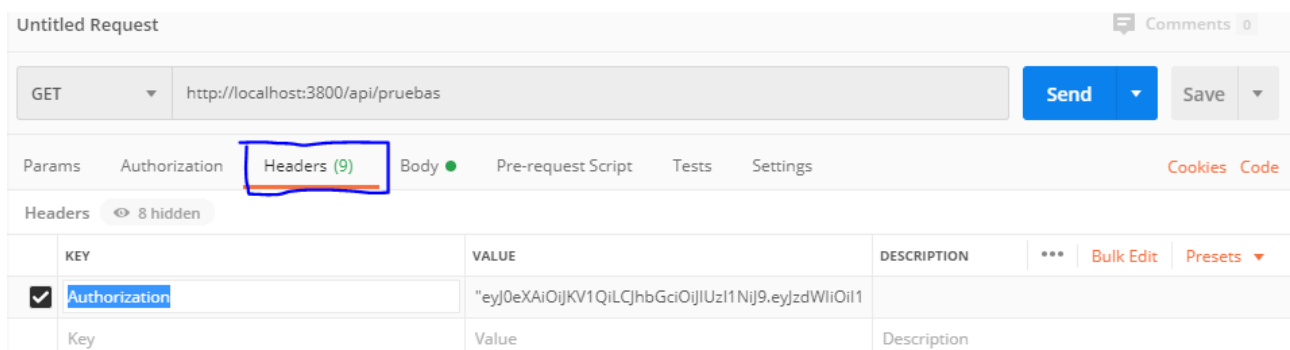 Untitled Request
Comments 0
GET
http://localhost:3800/api/pruebas
Send
Save
Params Authorization Headers (9) Body Pre-request Script Tests Settings Cookies Code
Headers 8 hidden
KEY VALUE DESCRIPTION ••• Bulk Edit Presets
Authorization "eyJ0eXAiOiJKV1QiLCJhbGciOiJIUzI1NiJ9.eyJzdWIiOiI1
Key Value Description